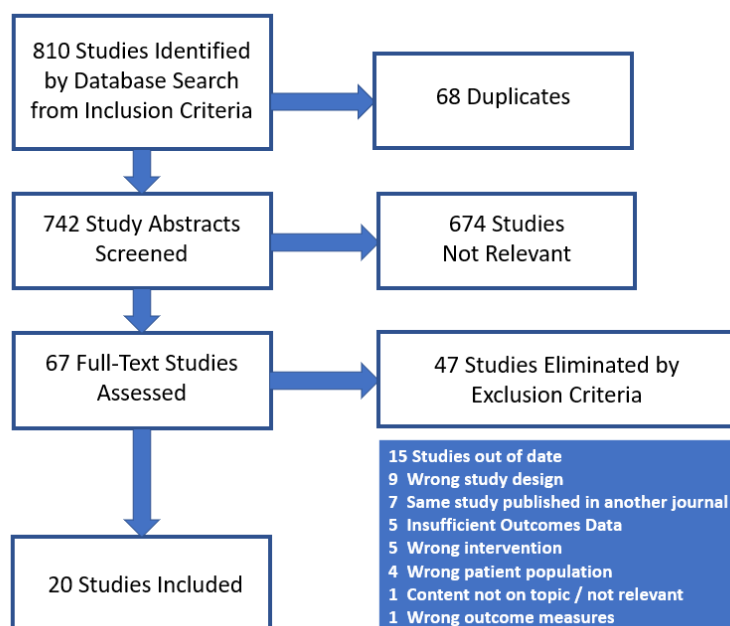 810 Studies Identified
by Database Search
from Inclusion Criteria
68 Duplicates
742 Study Abstracts
Screened
674 Studies
Not Relevant
67 Full-Text Studies
Assessed
47 Studies Eliminated by
Exclusion Criteria
15 Studies out of date
9 Wrong study design
7 Same study published in another journal
5 Insufficient Outcomes Data
5 Wrong intervention
4 Wrong patient population
1 Content not on topic / not relevant
1 Wrong outcome measures
20 Studies Included